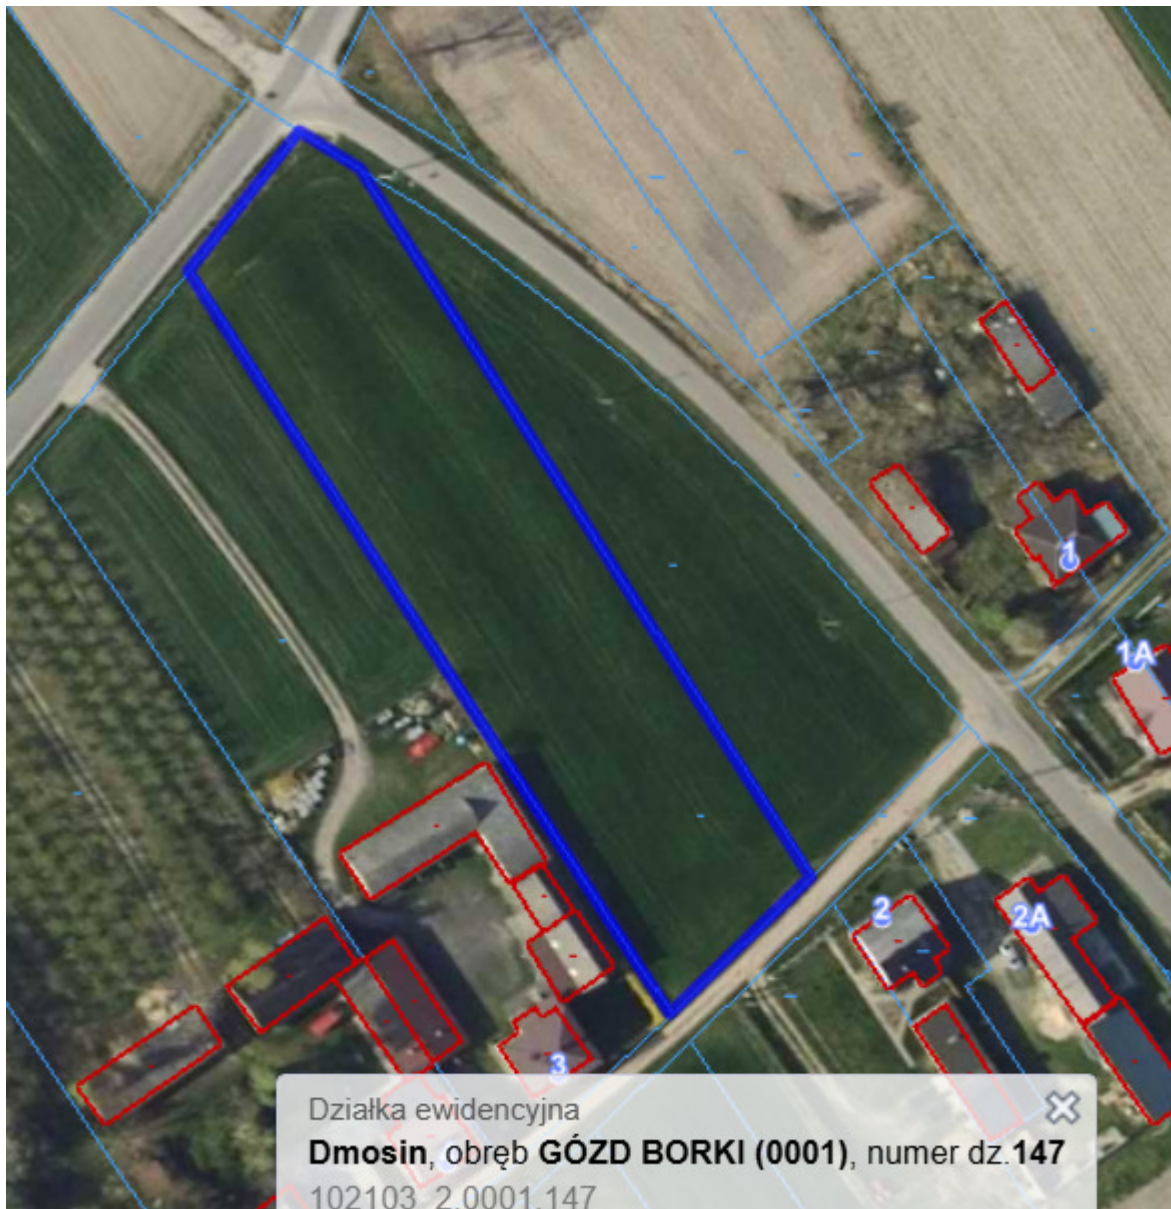 1
1A
2
2A
3
Działka ewidencyjna
Dmosin, obręb GÓZD BORKI (0001), numer dz.147
102103_2.0001.147